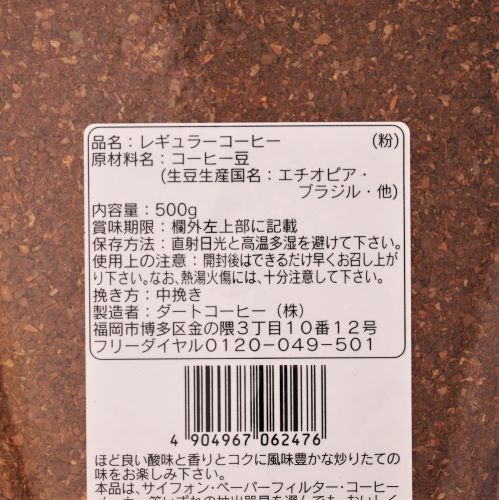 品名：レギュラーコーヒー　（粉）
原材料名：コーヒー豆
（生豆生産国名：エチオピア・
ブラジル・他）
内容量：500g
賞味期限：欄外左上部に記載
保存方法：直射日光と高温多湿を避けて下さい。
使用上の注意：開封後はできるだけ早くお召し上が
り下さい。なお、熱湯火傷には、十分注意して下さい。
挽き方：中挽き
製造者：ダートコーヒー（株）
福岡市博多区金の隈3丁目10番12号
フリーダイヤル0120-049-501
4 904967 062476
ほど良い酸味と香りとコクに風味豊かな炒りたての
味をお楽しみ下さい。
本品は、サイフォン・ペーパーフィルター・コーヒー